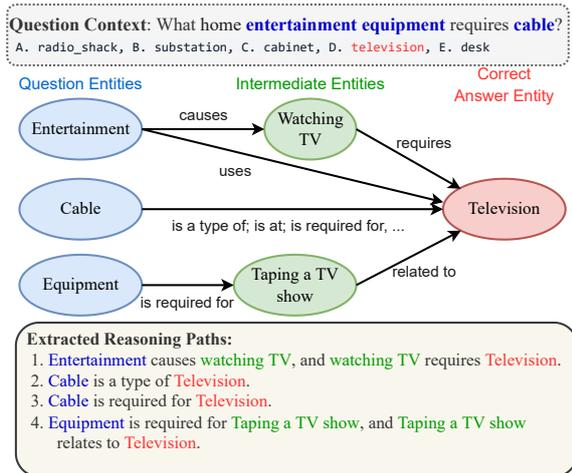 Question Context: What home entertainment equipment requires cable?
A. radio_shack, B. substation, C. cabinet, D. television, E. desk
Question Entities
Intermediate Entities
Correct
Answer Entity
Entertainment
causes
Watching
TV
requires
uses
Cable
is a type of; is at; is required for, ...
Television
Equipment
is required for
Taping a TV
show
related to
Extracted Reasoning Paths:
1. Entertainment causes watching TV, and watching TV requires Television.
2. Cable is a type of Television.
3. Cable is required for Television.
4. Equipment is required for Taping a TV show, and Taping a TV show
relates to Television.